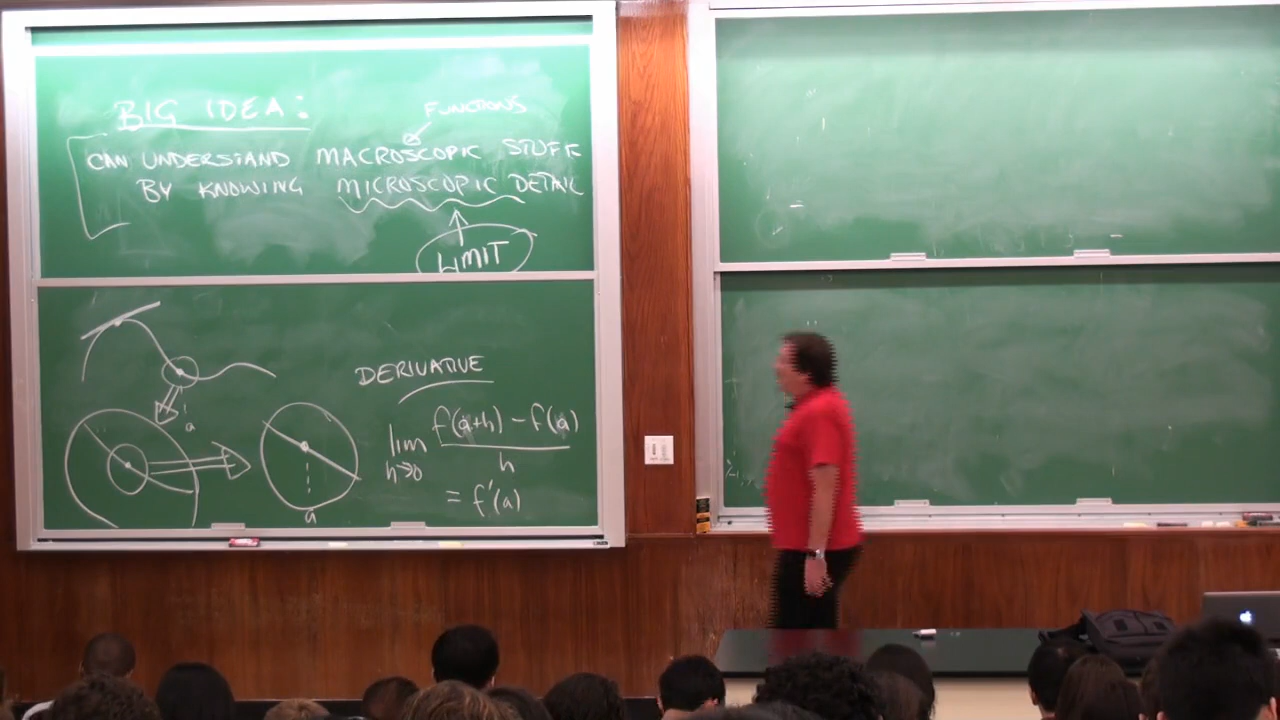 BIG IDEA:
FUNCTIONS
CAN UNDERSTAND MACROSCOPIC STUFF
BY KNOWING MICROSCOPIC DETAIL
LIMIT
DERIVATIVE
lim h→0 f(a+h) - f(a) / h
= f'(a)
a
a